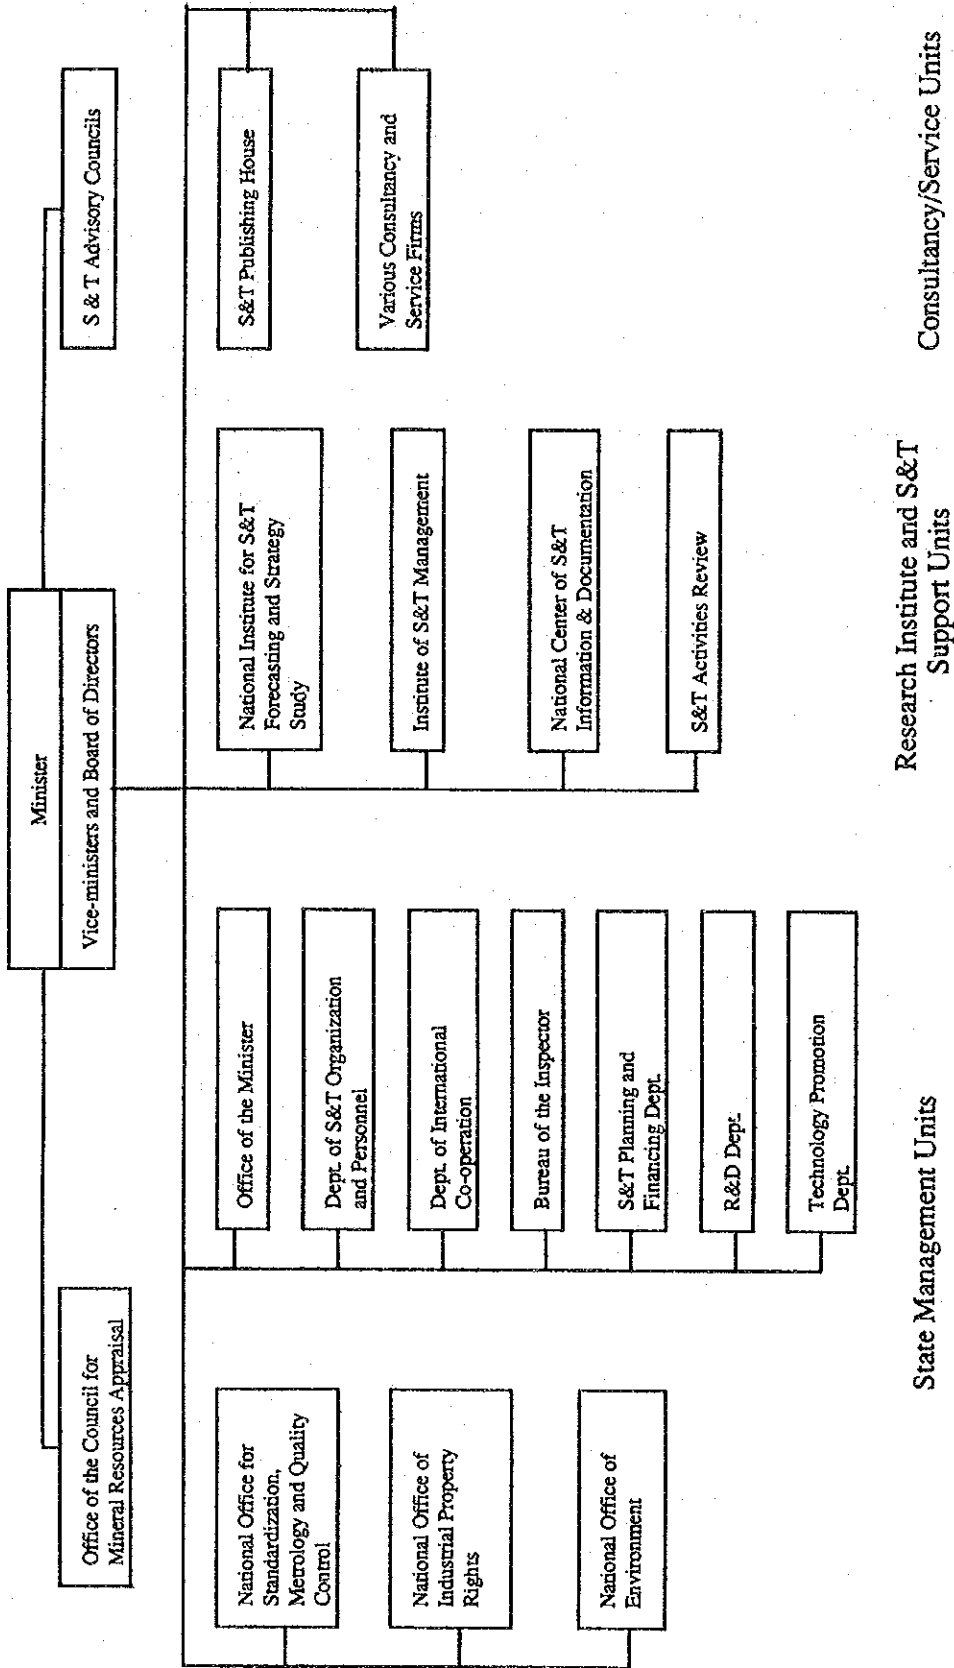 Minister
Vice-ministers and Board of Directors
Office of the Council for
Mineral Resources Appraisal
S & T Advisory Councils
National Office for
Standardization,
Metrology and Quality
Control
National Office of
Industrial Property
Rights
National Office of
Environment
Office of the Minister
Dept. of S&T Organization
and Personnel
Dept. of International
Co-operation
Bureau of the Inspector
S&T Planning and
Financing Dept.
R&D Dept.
Technology Promotion
Dept.
National Institute for S&T
Forecasting and Strategy
Study
Institute of S&T Management
National Center of S&T
Information & Documentation
S&T Activities Review
S&T Publishing House
Various Consultancy and
Service Firms
State Management Units
Research Institute and S&T
Support Units
Consultancy/Service Units